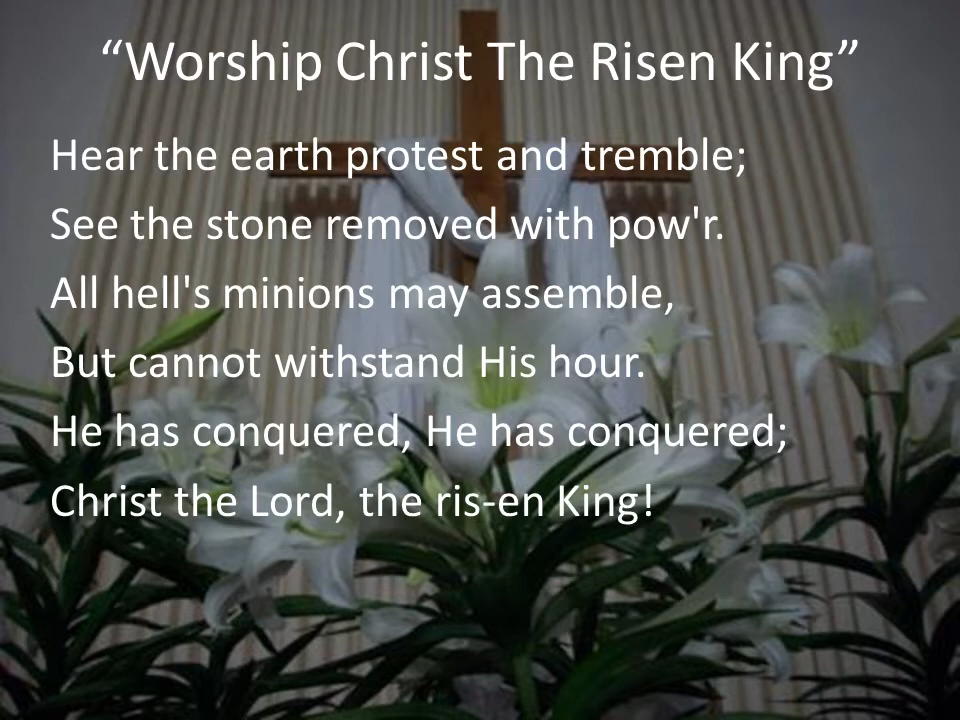 “Worship Christ The Risen King”
Hear the earth protest and tremble;
See the stone removed with pow'r.
All hell's minions may assemble,
But cannot withstand His hour.
He has conquered, He has conquered;
Christ the Lord, the ris-en King!